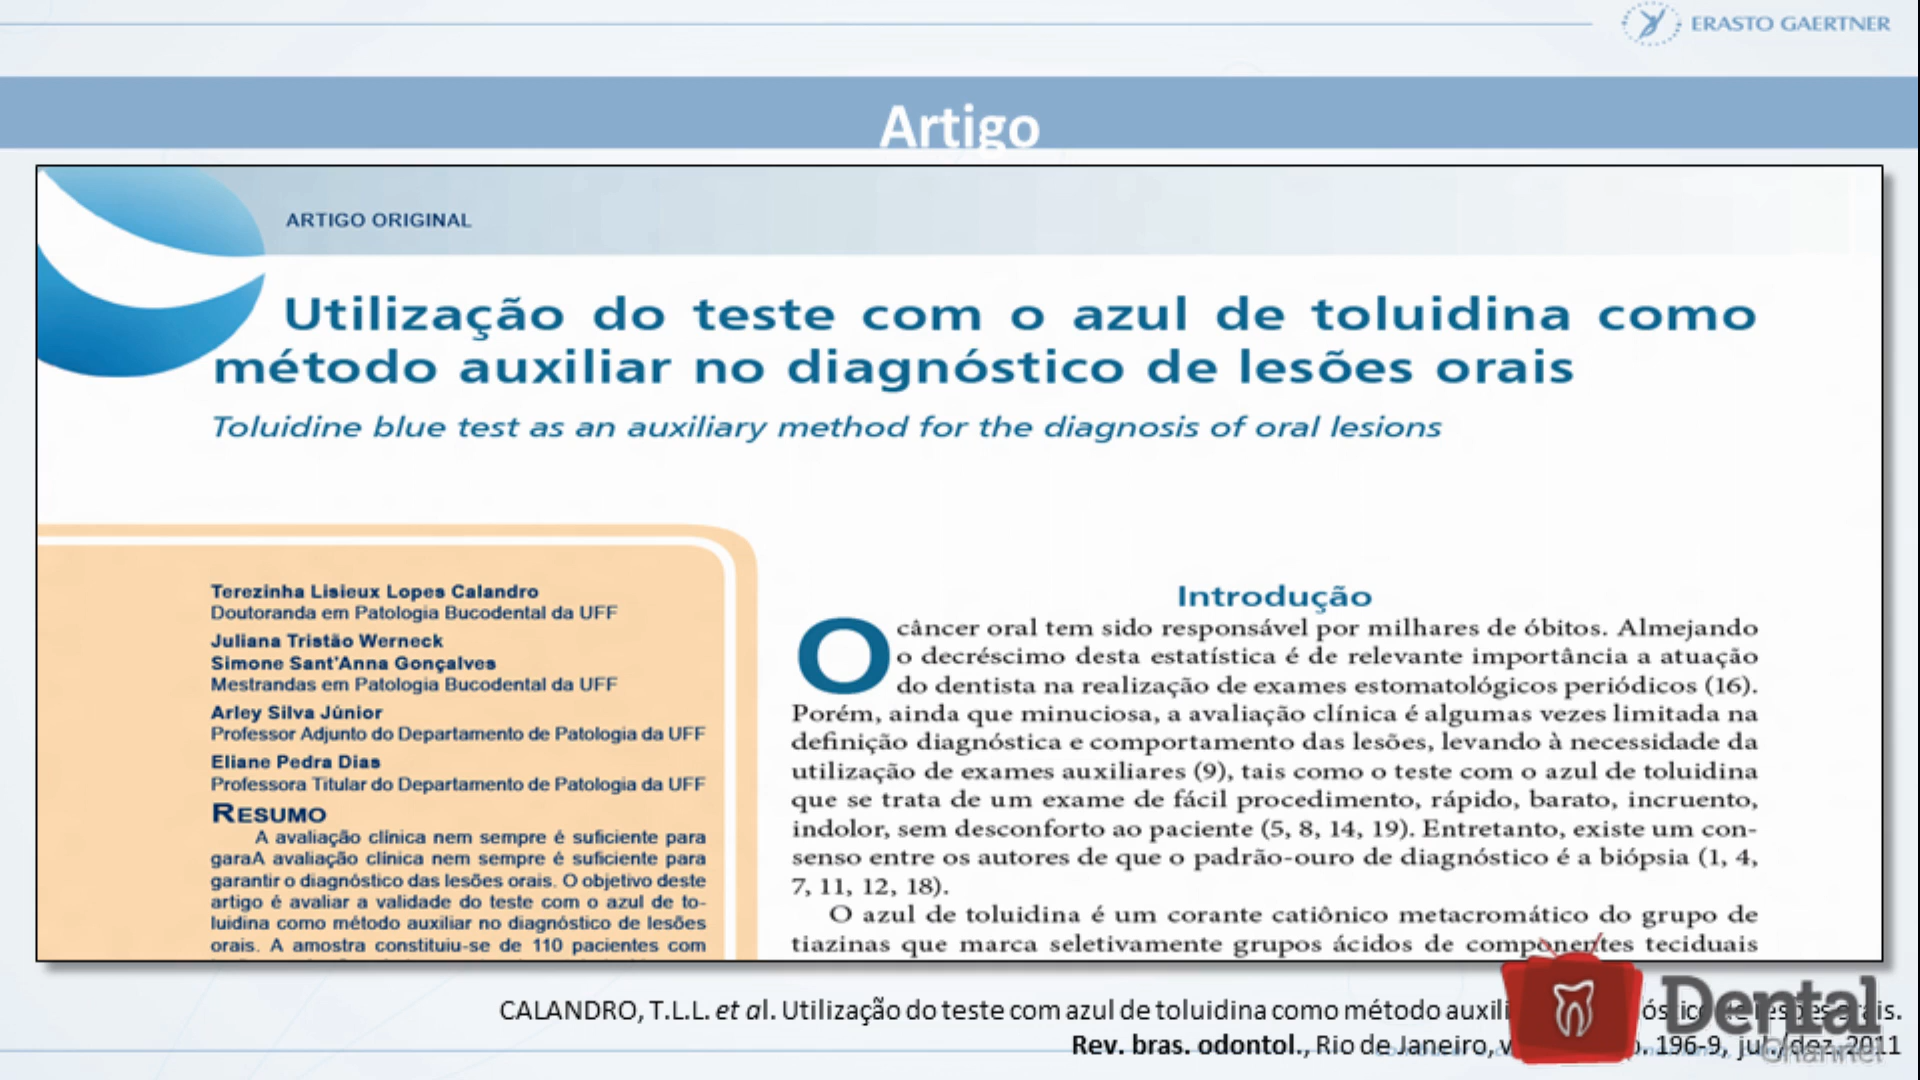 ERASTO GAERTNER
Artigo
ARTIGO ORIGINAL
Utilização do teste com o azul de toluidina como
método auxiliar no diagnóstico de lesões orais
Toluidine blue test as an auxiliary method for the diagnosis of oral lesions
Terezinha Lisieux Lopes Calandro
Doutoranda em Patologia Bucodental da UFF
Juliana Tristão Werneck
Simone Sant'Anna Gonçalves
Mestrandas em Patologia Bucodental da UFF
Arley Silva Júnior
Professor Adjunto do Departamento de Patologia da UFF
Eliane Pedra Dias
Professora Titular do Departamento de Patologia da UFF
RESUMO
A avaliação clínica nem sempre é suficiente para
garaA avaliação clínica nem sempre é suficiente para
garantir o diagnóstico das lesões orais. O objetivo deste
artigo é avaliar a validade do teste com o azul de to-
luidina como método auxiliar no diagnóstico de lesões
orais. A amostra constituiu-se de 110 pacientes com
Introdução
O câncer oral tem sido responsável por milhares de óbitos. Almejando
o decréscimo desta estatística é de relevante importância a atuação
do dentista na realização de exames estomatológicos periódicos (16).
Porém, ainda que minuciosa, a avaliação clínica é algumas vezes limitada na
definição diagnóstica e comportamento das lesões, levando à necessidade da
utilização de exames auxiliares (9), tais como o teste com o azul de toluidina
que se trata de um exame de fácil procedimento, rápido, barato, incruento,
indolor, sem desconforto ao paciente (5, 8, 14, 19). Entretanto, existe um con-
senso entre os autores de que o padrão-ouro de diagnóstico é a biópsia (1, 4,
7, 11, 12, 18).
O azul de toluidina é um corante catiônico metacromático do grupo de
tiazinas que marca seletivamente grupos ácidos de componentes teciduais
CALANDRO, T.L.L. et al. Utilização do teste com azul de toluidina como método
Rev. bras. odontol., Rio de Janeiro, 196-9, jul./dez. 2011
Dental
Channel